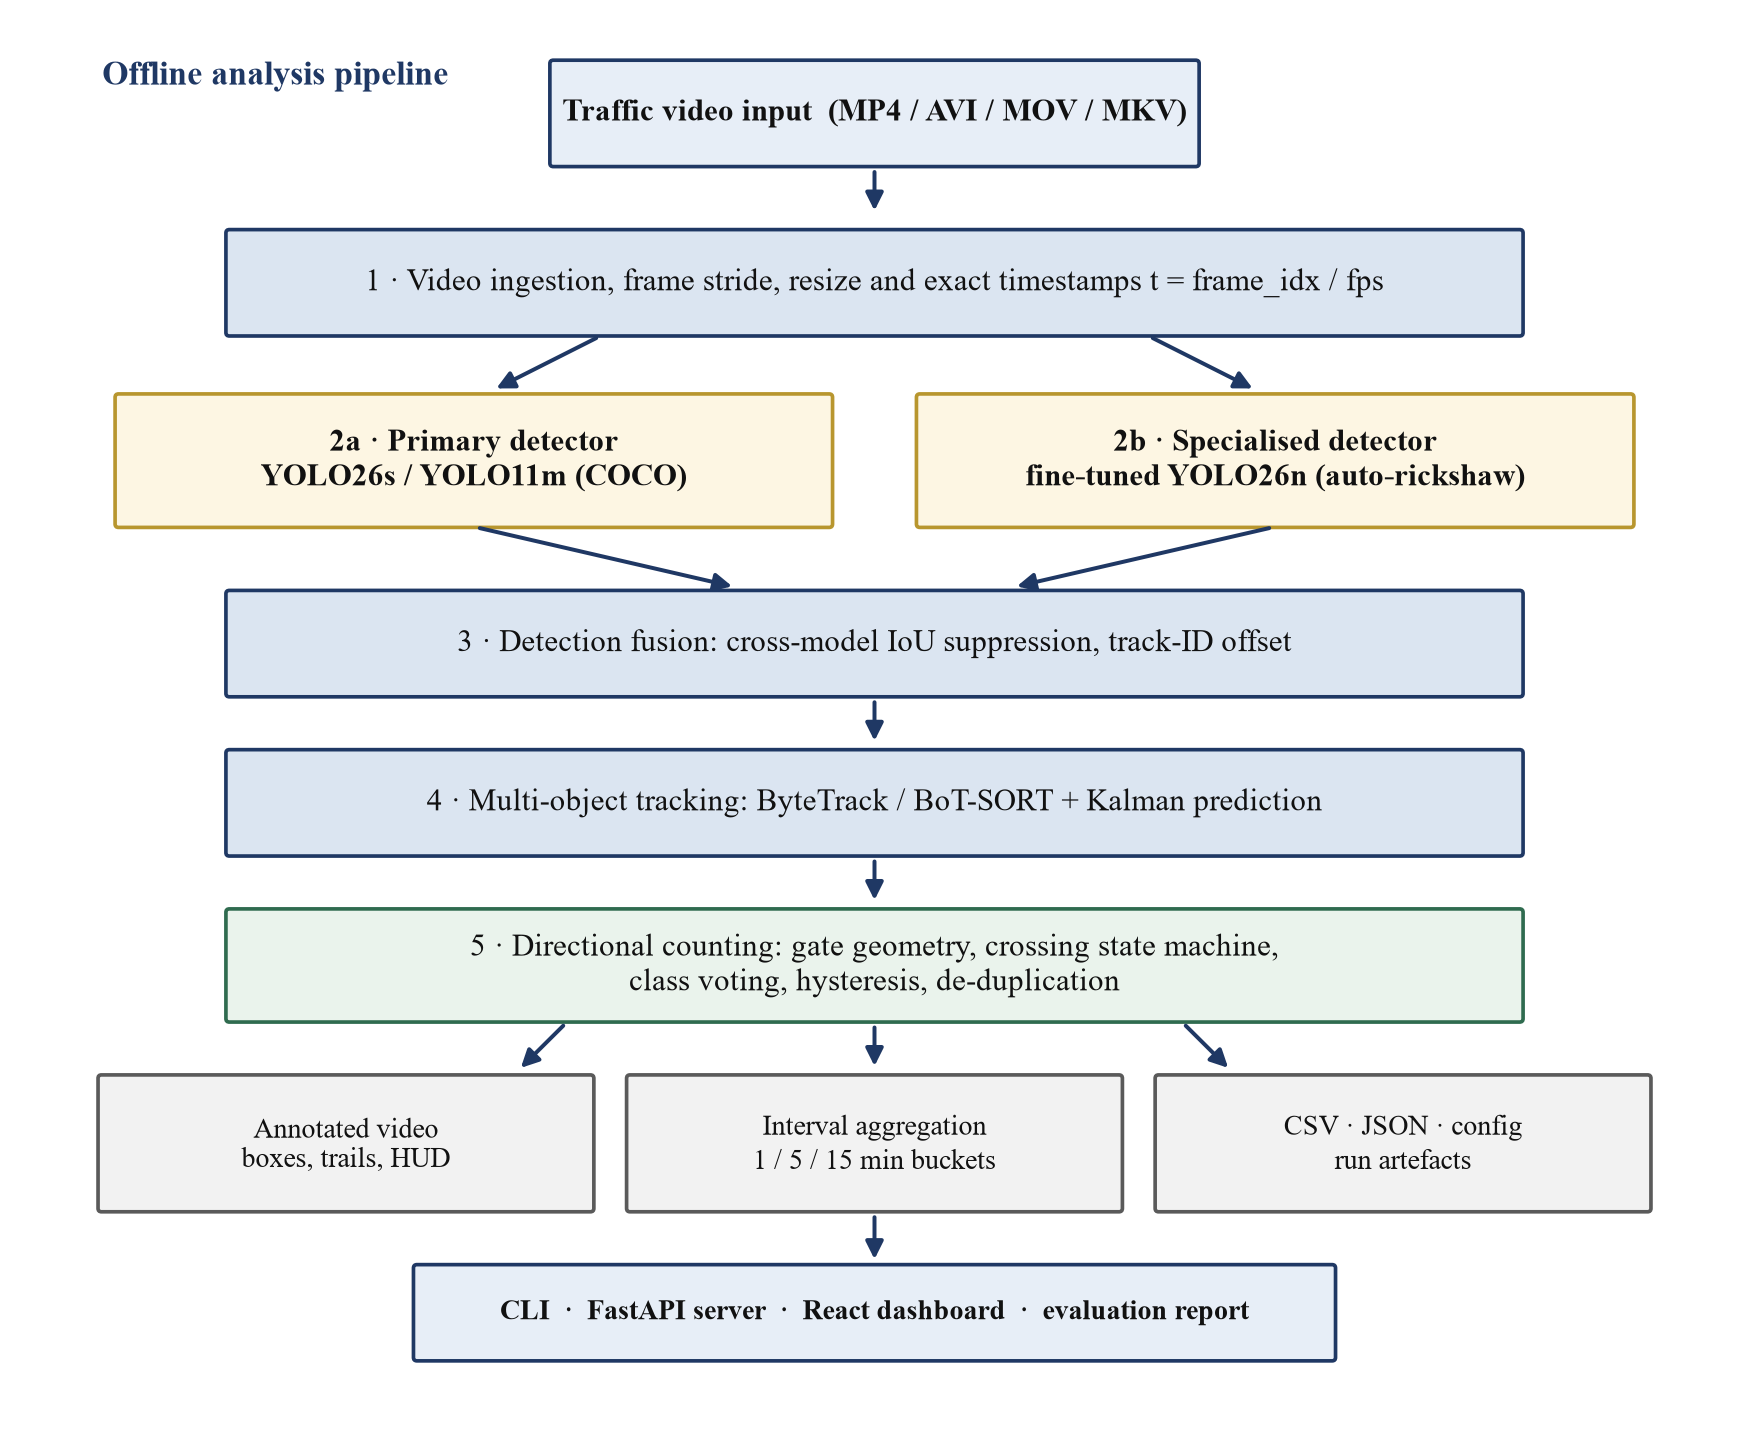 Offline analysis pipeline
Traffic video input (MP4 / AVI / MOV / MKV)
1 · Video ingestion, frame stride, resize and exact timestamps t = frame_idx / fps
2a · Primary detector
YOLO26s / YOLO11m (COCO)
2b · Specialised detector
fine-tuned YOLO26n (auto-rickshaw)
3 · Detection fusion: cross-model IoU suppression, track-ID offset
4 · Multi-object tracking: ByteTrack / BoT-SORT + Kalman prediction
5 · Directional counting: gate geometry, crossing state machine,
class voting, hysteresis, de-duplication
Annotated video
boxes, trails, HUD
Interval aggregation
1 / 5 / 15 min buckets
CSV · JSON · config
run artefacts
CLI · FastAPI server · React dashboard · evaluation report